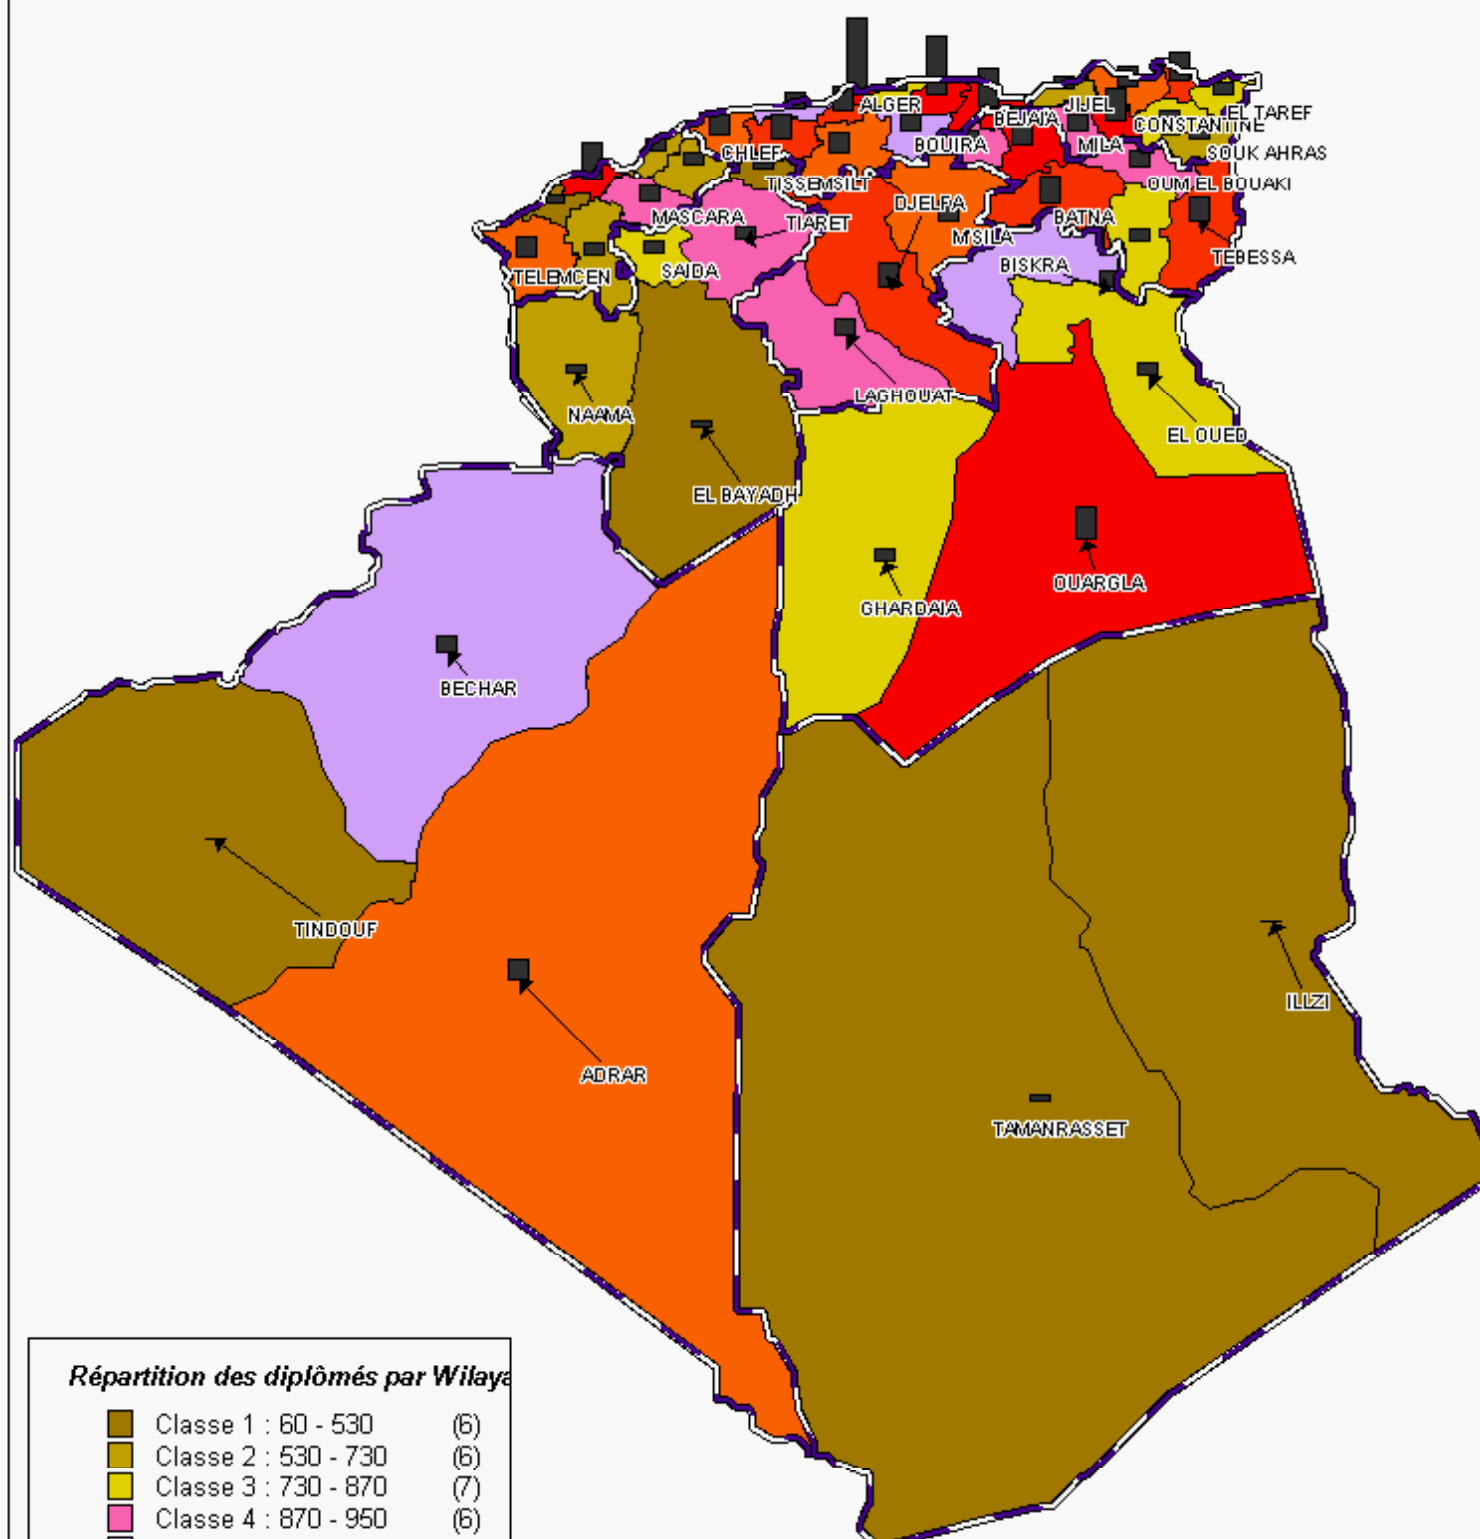 ALGER
JIJEL
EL TAREF
BEJAIA
CONSTANTINE
CHLEF
BOUIRA
MILA
SOUK AHRAS
TISSEMSILT
OUM EL BOUAKI
DJELFA
MASCARA
TIARET
BATNA
M'SILA
TEBESSA
TELEMCEN
SAIDA
BISKRA
LAGHOUAT
NAAMA
EL OUED
EL BAYADH
OUARGLA
GHARDAIA
BECHAR
TINDOUF
ILLZI
ADRAR
TAMANRASSET
Répartition des diplômés par Wilaya
Classe 1 : 60 - 530 (6)
Classe 2 : 530 - 730 (6)
Classe 3 : 730 - 870 (7)
Classe 4 : 870 - 950 (6)